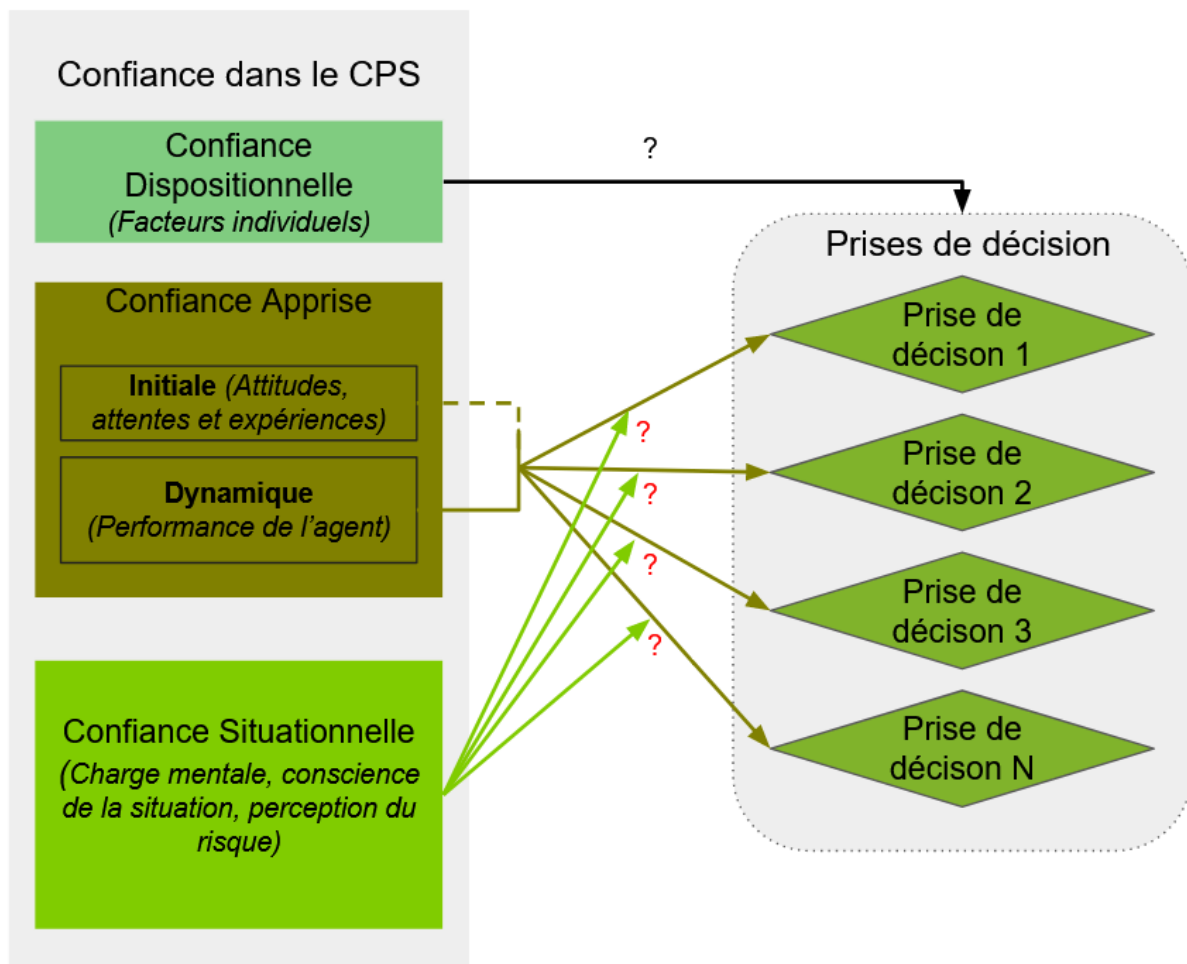 Confiance dans le CPS
Confiance
Dispositionnelle
(Facteurs individuels)
?
Prises de décision
Confiance Apprise
Initiale (Attitudes,
attentes et expériences)
Dynamique
(Performance de l'agent)
Prise de
décison 1
?
Prise de
décison 2
?
?
Prise de
décison 3
?
Confiance Situationnelle
(Charge mentale, conscience
de la situation, perception du
risque)
Prise de
décison N